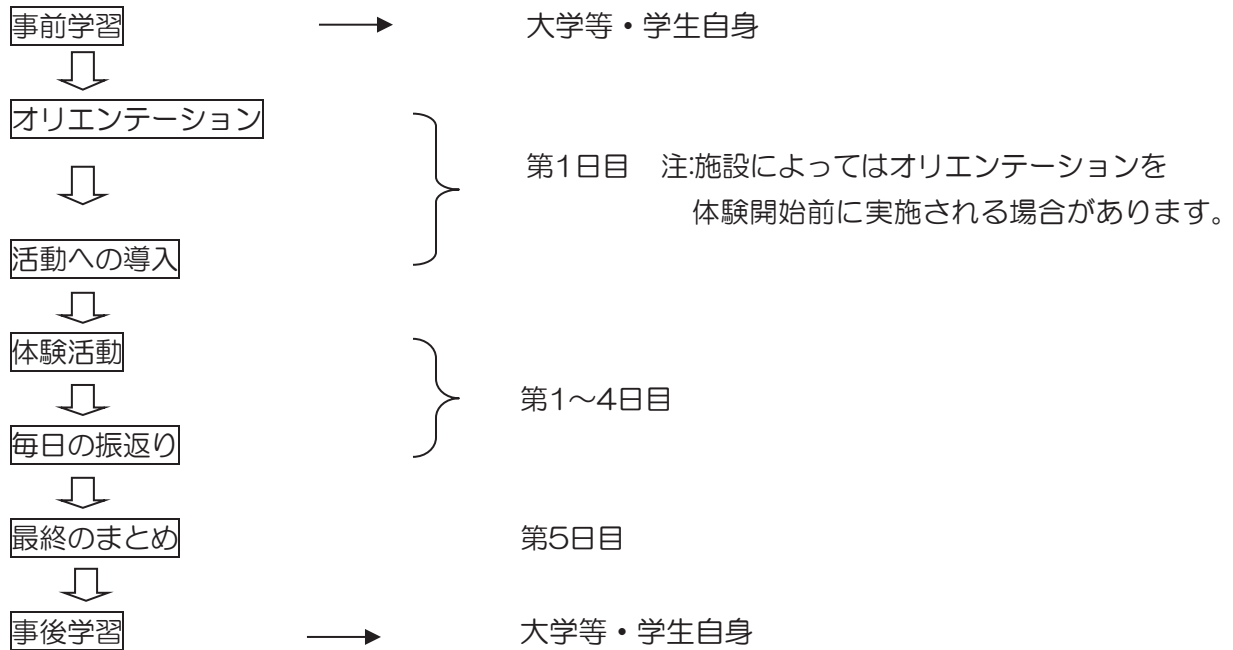 事前学習 大学等・学生自身
オリエンテーション
第1日目 注:施設によってはオリエンテーションを
体験開始前に実施される場合があります。
活動への導入
体験活動
第1～4日目
毎日の振返り
最終のまとめ 第5日目
事後学習 大学等・学生自身